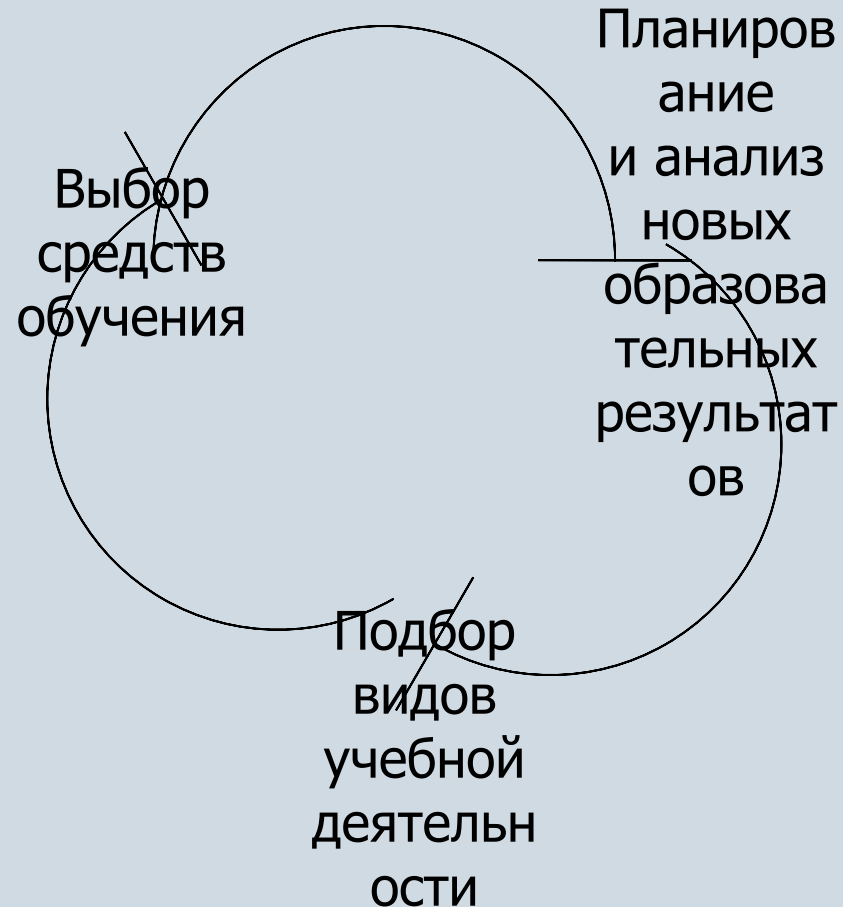 Планиров
ание
и анализ
новых
образова
тельных
результат
ов
Выбор
средств
обучения
Подбор
видов
учебной
деятельн
ости